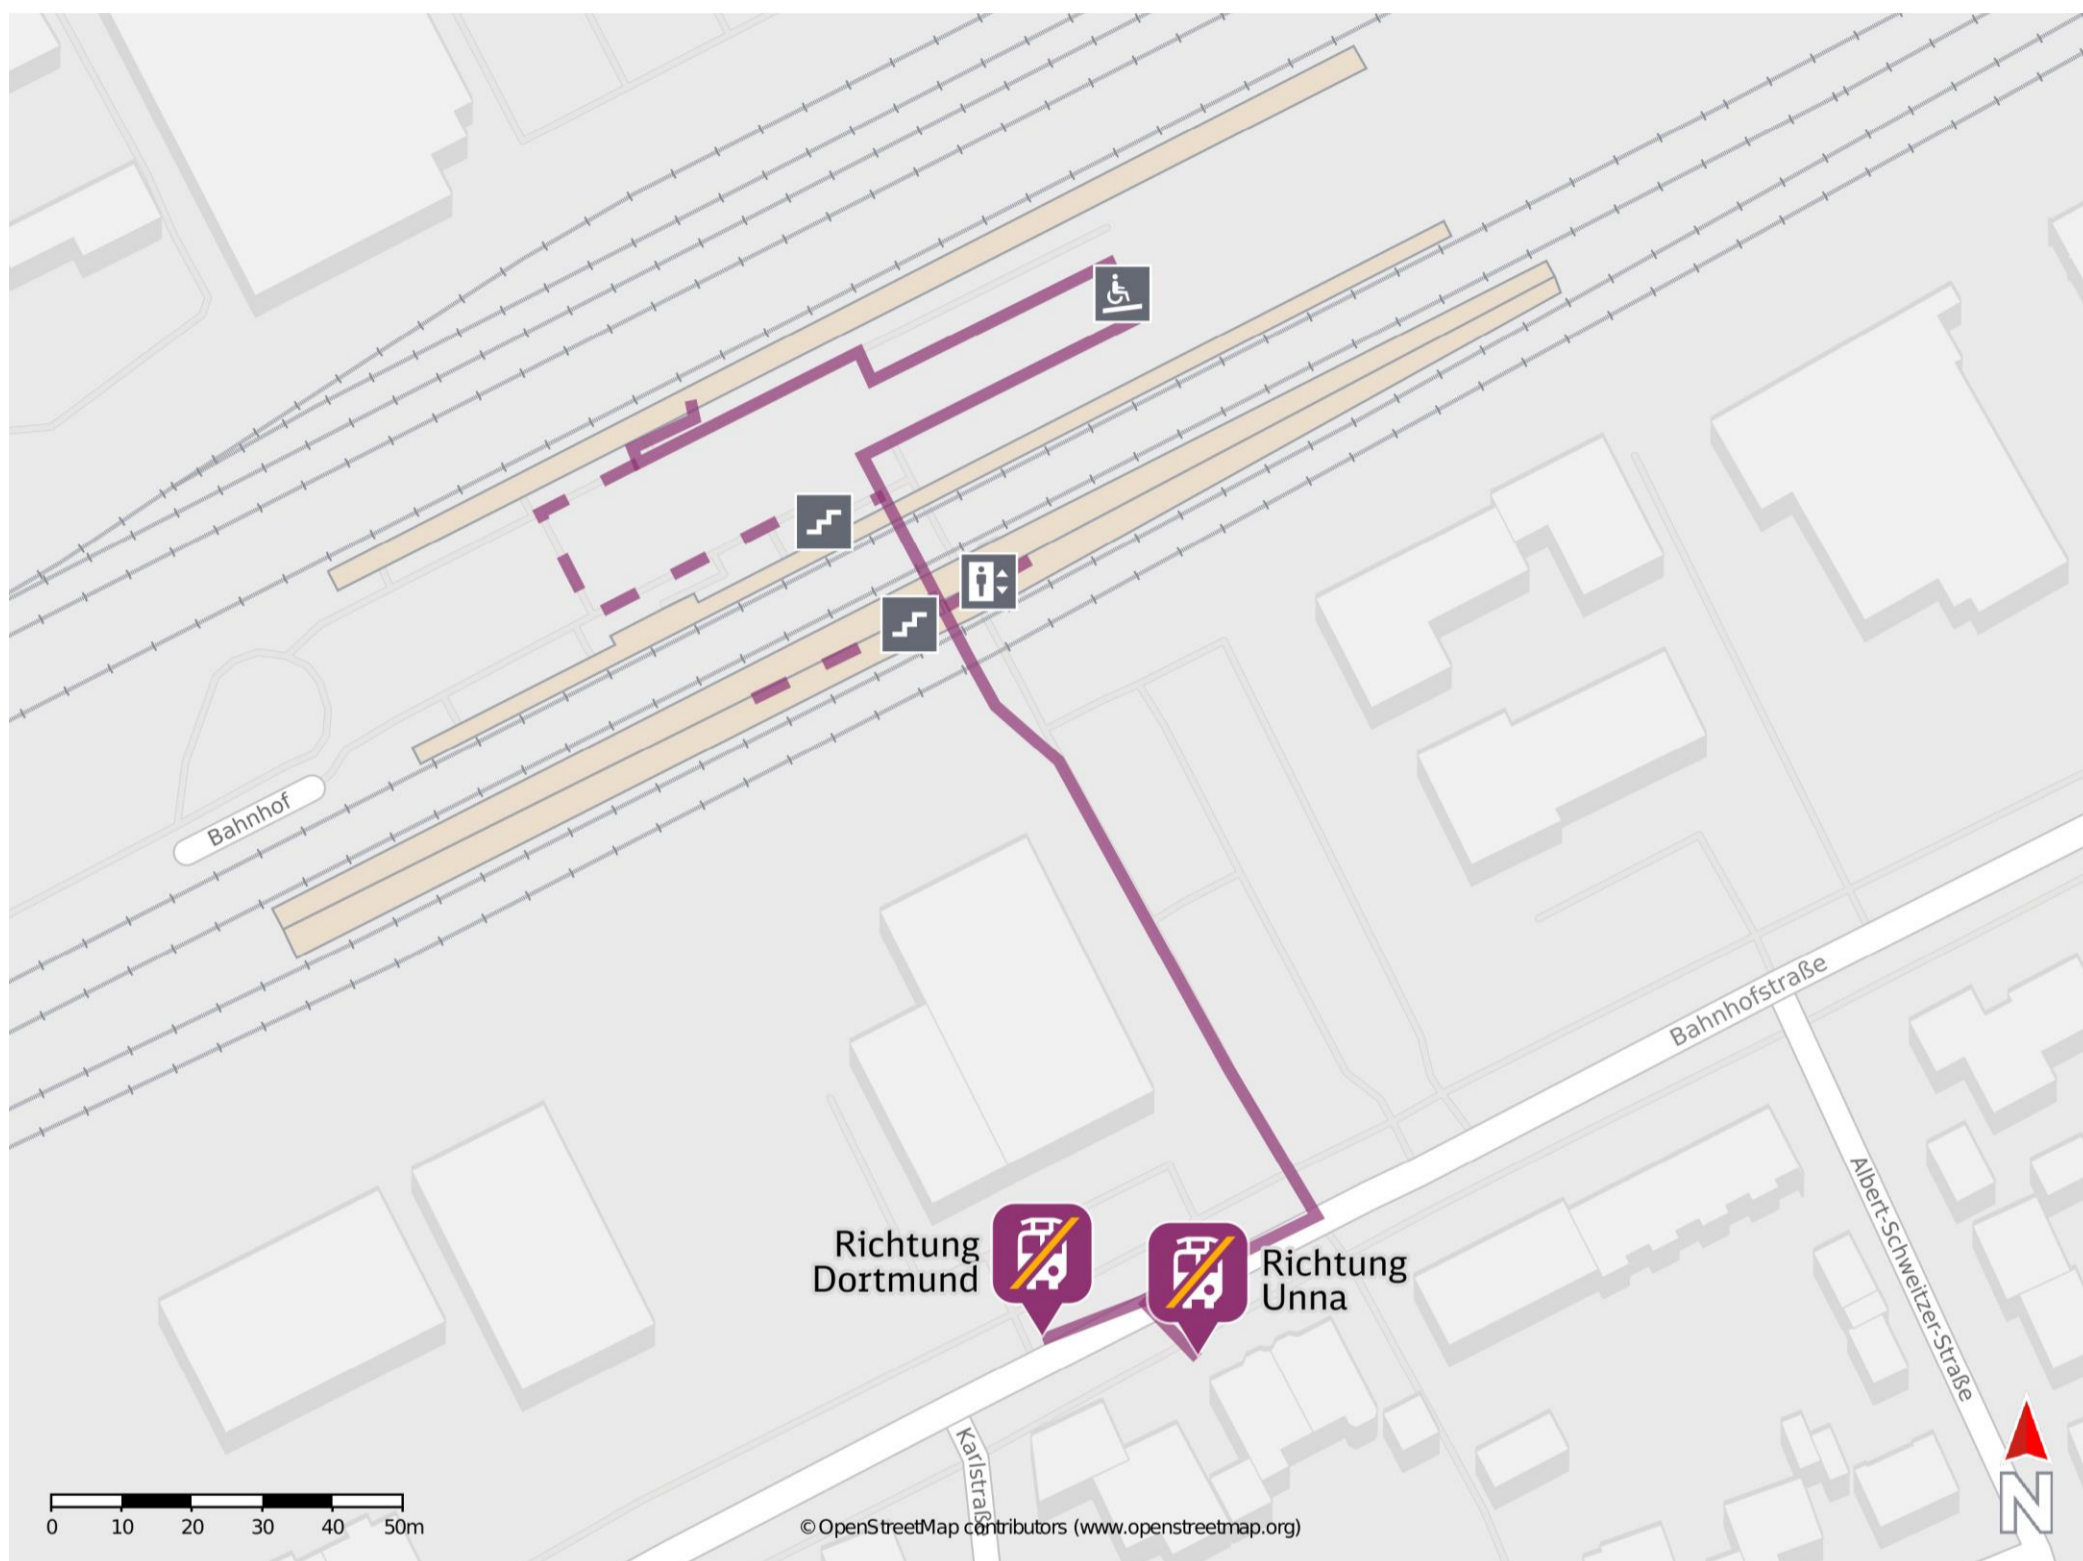 Bahnhof
Bahnhofstraße
Albert-Schweitzer-Straße
Richtung
Dortmund
Richtung
Unna
Karlstraße
0 10 20 30 40 50m
© OpenStreetMap contributors (www.openstreetmap.org)
N